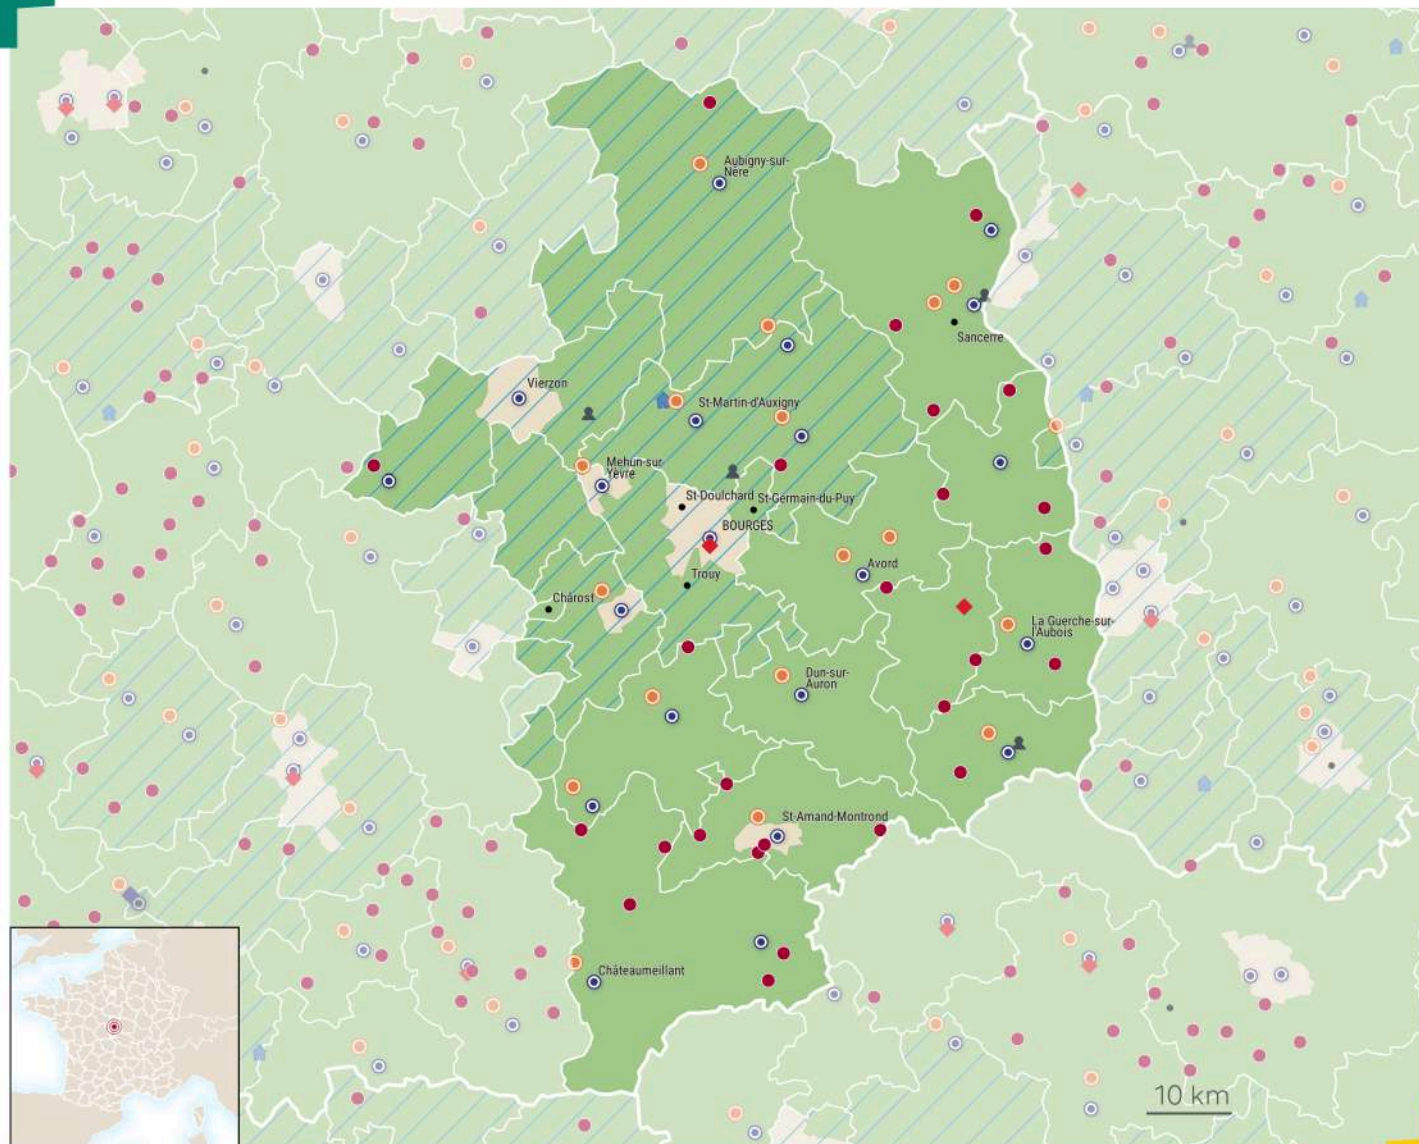 Aubigny-sur-
Nère
Sancerre
Vierzon
St-Martin-d'Auxigny
Mehun-sur
Yèvre
St-Doulchard
St-Germain-du-Puy
BOURGES
Avord
Trouy
Chârost
La Guerche-sur-
l'Aubois
Dun-sur-
Auron
St-Amand-Montrond
Châteaumeillant
10 km